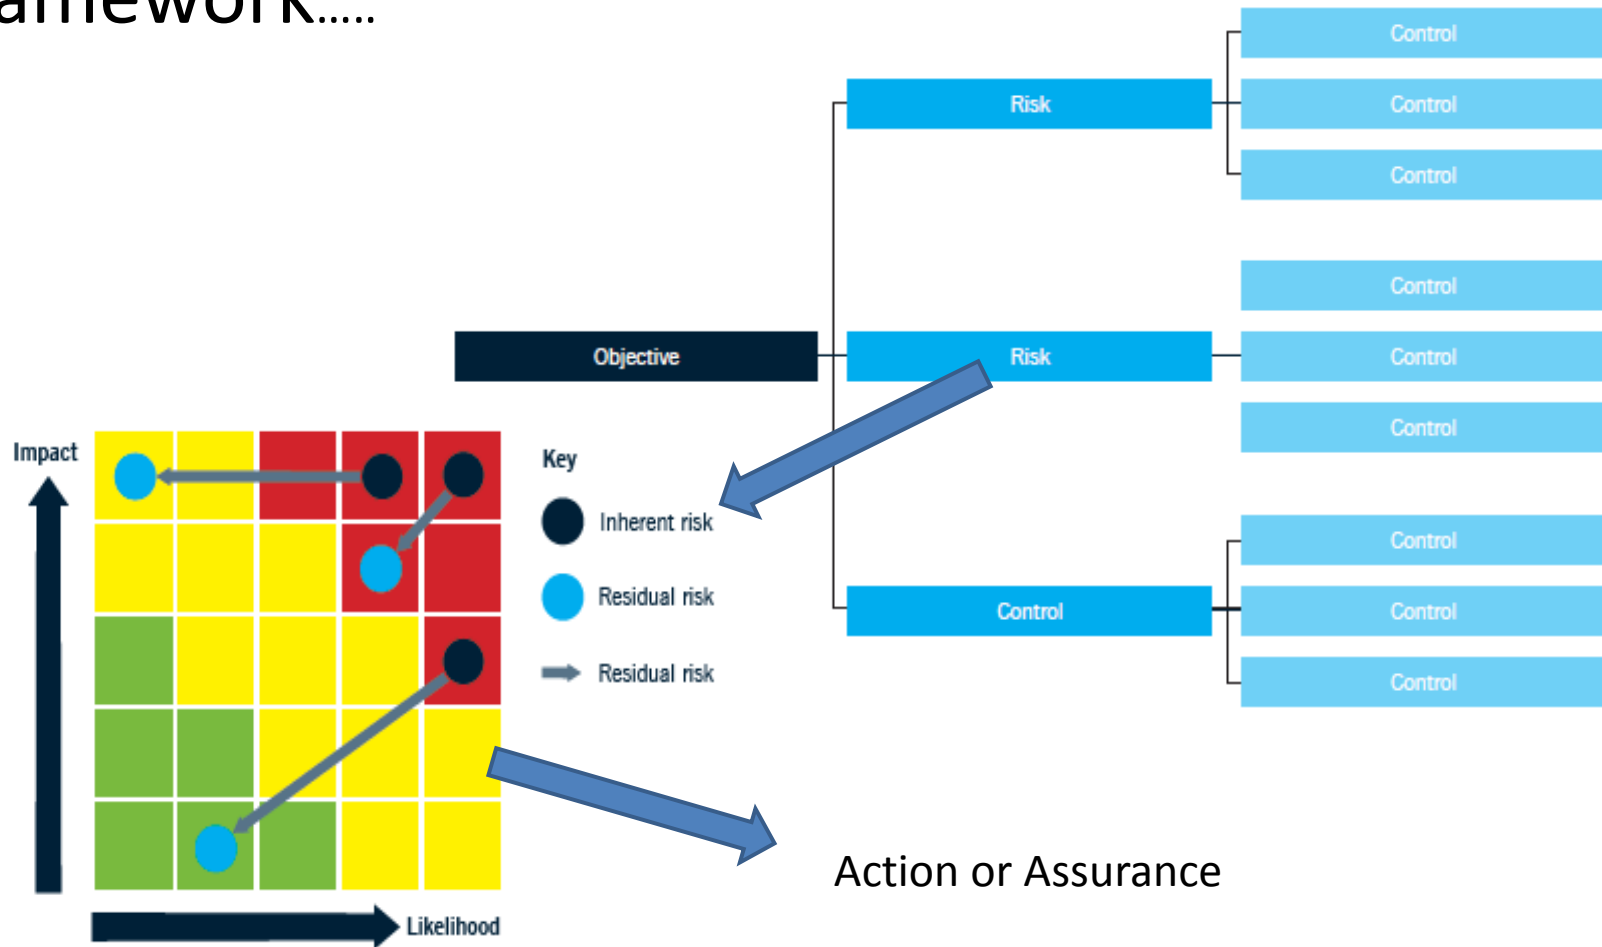 amework.....
Control
Risk
Control
Control
Control
Objective
Risk
Control
Control
Impact
Key
Inherent risk
Residual risk
Residual risk
Control
Control
Control
Control
Action or Assurance
Likelihood